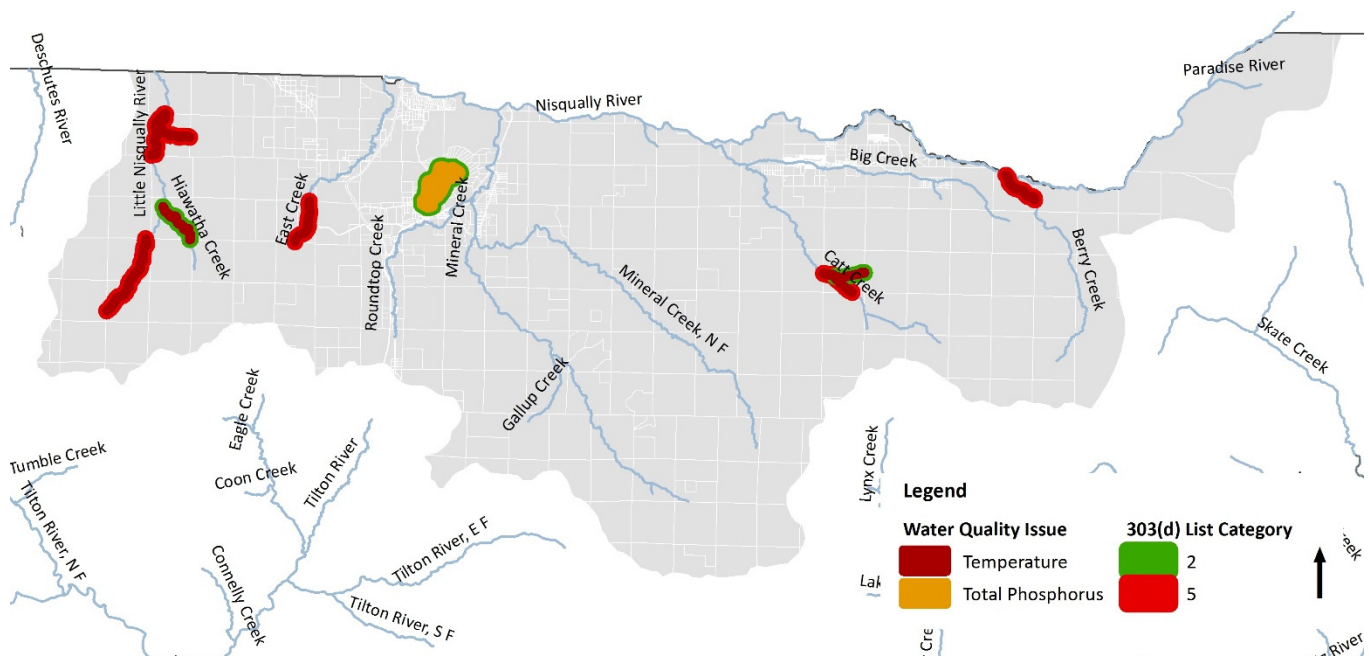 Deschutes River
Paradise River
Nisqually River
Little Nisqually River
Big Creek
Hiawatha Creek
East Creek
Mineral Creek
Roundtop Creek
Berry Creek
Catt Creek
Mineral Creek, N F
Skate Creek
Gallup Creek
Eagle Creek
Tumble Creek
Coon Creek
Tilton River
Lynx Creek
Tilton River, N F
Tilton River, E F
Connelly Creek
Tilton River, S F
Legend
Water Quality Issue
303(d) List Category
Temperature
2
Total Phosphorus
5
Lak
River